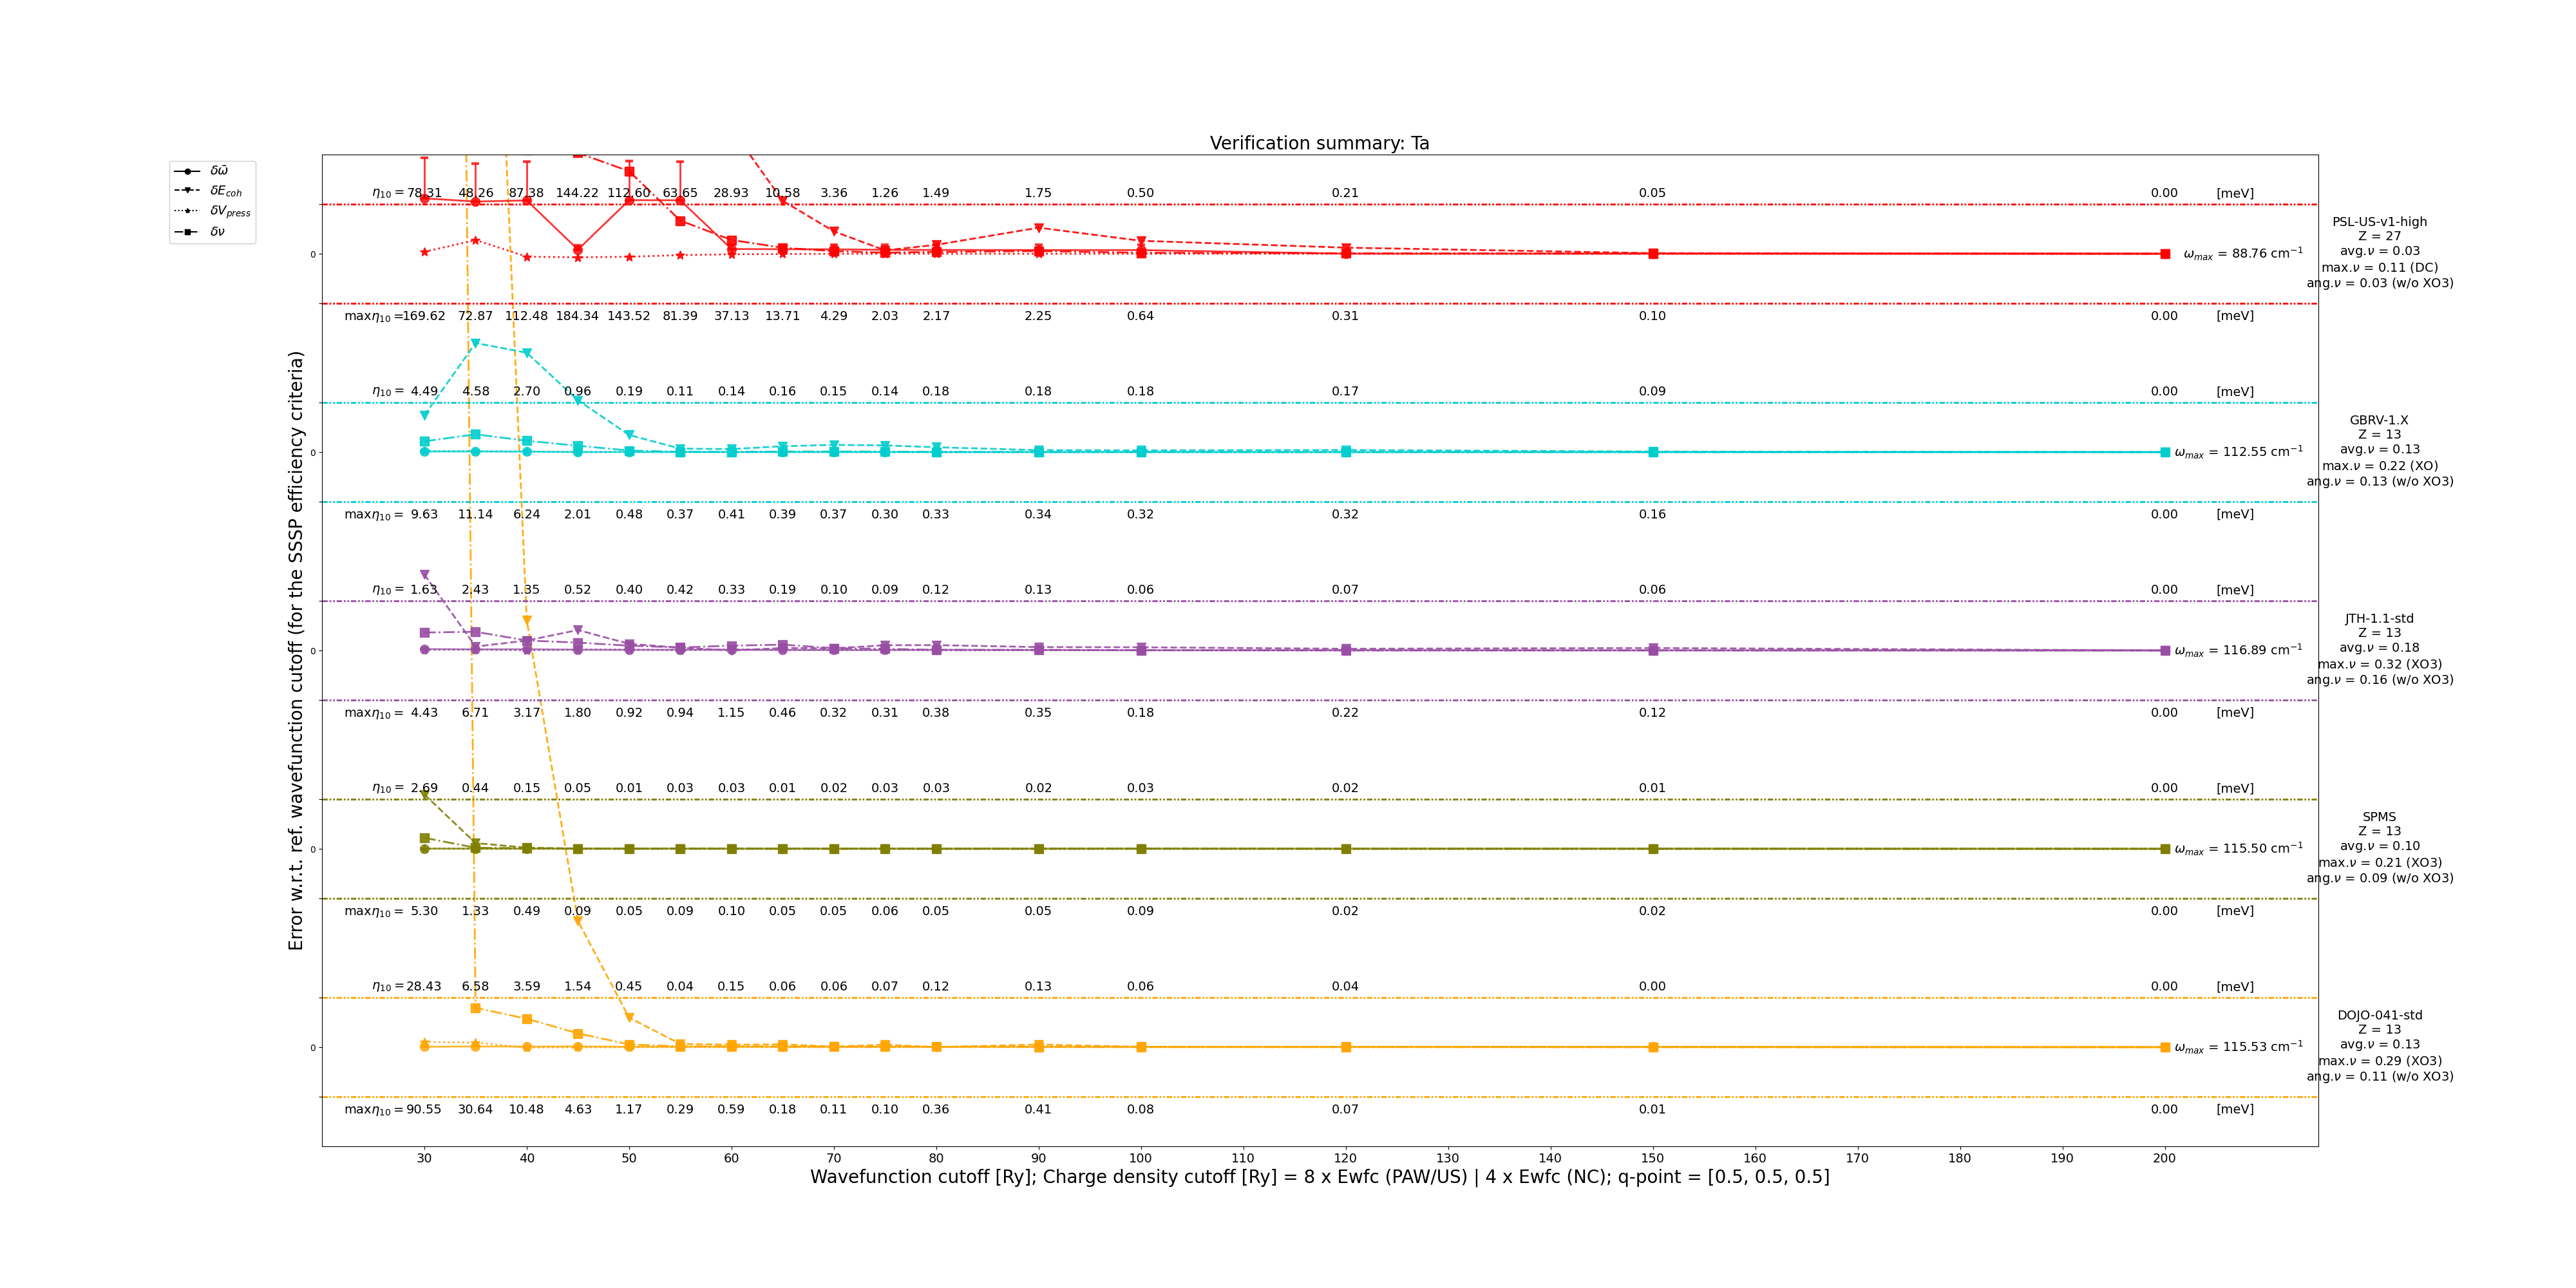 Verification summary: Ta
δω̄
δE_coh
δV_press
δν
Error w.r.t. ref. wavefunction cutoff (for the SSSP efficiency criteria)
η10 = 78.31 48.26 87.38 144.22 112.60 63.65 28.93 10.58 3.36 1.26 1.49 1.75 0.50 0.21 0.05 0.00 [meV]
0
ω_max = 88.76 cm⁻¹
maxη10 = 169.62 72.87 112.48 184.34 143.52 81.39 37.13 13.71 4.29 2.03 2.17 2.25 0.64 0.31 0.10 0.00 [meV]
PSL-US-v1-high
Z = 27
avg.ν = 0.03
max.ν = 0.11 (DC)
ang.ν = 0.03 (w/o XO3)
η10 = 4.49 4.58 2.70 0.96 0.19 0.11 0.14 0.16 0.15 0.14 0.18 0.18 0.18 0.17 0.09 0.00 [meV]
0
ω_max = 112.55 cm⁻¹
maxη10 = 9.63 11.14 6.24 2.01 0.48 0.37 0.41 0.39 0.37 0.30 0.33 0.34 0.32 0.32 0.16 0.00 [meV]
GBRV-1.X
Z = 13
avg.ν = 0.13
max.ν = 0.22 (XO)
ang.ν = 0.13 (w/o XO3)
η10 = 1.63 2.43 1.35 0.52 0.40 0.42 0.33 0.19 0.10 0.09 0.12 0.13 0.06 0.07 0.06 0.00 [meV]
0
ω_max = 116.89 cm⁻¹
maxη10 = 4.43 6.71 3.17 1.80 0.92 0.94 1.15 0.46 0.32 0.31 0.38 0.35 0.18 0.22 0.12 0.00 [meV]
JTH-1.1-std
Z = 13
avg.ν = 0.18
max.ν = 0.32 (XO3)
ang.ν = 0.16 (w/o XO3)
η10 = 2.69 0.44 0.15 0.05 0.01 0.03 0.03 0.01 0.02 0.03 0.03 0.02 0.03 0.02 0.01 0.00 [meV]
0
ω_max = 115.50 cm⁻¹
maxη10 = 5.30 1.33 0.49 0.09 0.05 0.09 0.10 0.05 0.05 0.06 0.05 0.05 0.09 0.02 0.02 0.00 [meV]
SPMS
Z = 13
avg.ν = 0.10
max.ν = 0.21 (XO3)
ang.ν = 0.09 (w/o XO3)
η10 = 28.43 6.58 3.59 1.54 0.45 0.04 0.15 0.06 0.06 0.07 0.12 0.13 0.06 0.04 0.00 0.00 [meV]
0
ω_max = 115.53 cm⁻¹
maxη10 = 90.55 30.64 10.48 4.63 1.17 0.29 0.59 0.18 0.11 0.10 0.36 0.41 0.08 0.07 0.01 0.00 [meV]
DOJO-041-std
Z = 13
avg.ν = 0.13
max.ν = 0.29 (XO3)
ang.ν = 0.11 (w/o XO3)
30 40 50 60 70 80 90 100 110 120 130 140 150 160 170 180 190 200
Wavefunction cutoff [Ry]; Charge density cutoff [Ry] = 8 x Ewfc (PAW/US) | 4 x Ewfc (NC); q-point = [0.5, 0.5, 0.5]